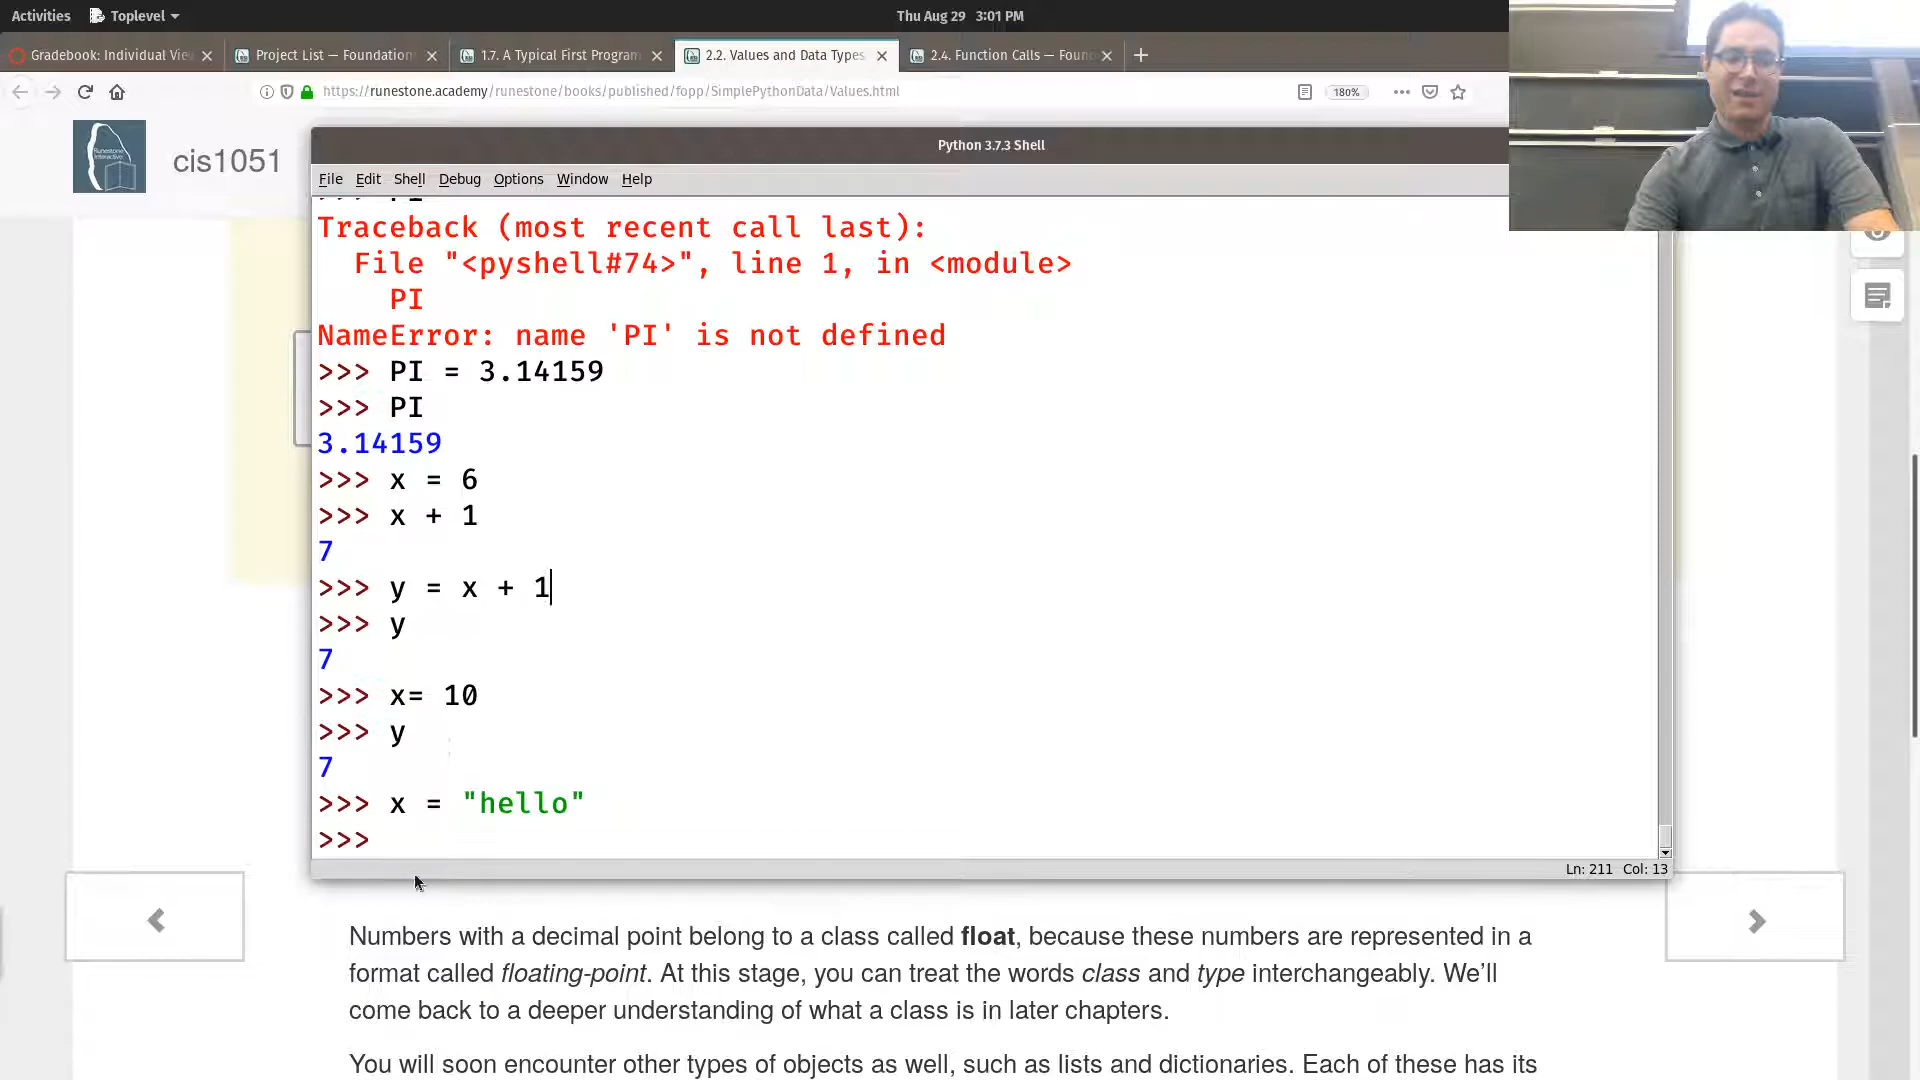 Activities Toplevel Thu Aug 29 3:01 PM
Gradebook: Individual Vie Project List — Foundation 1.7. A Typical First Program 2.2. Values and Data Types 2.4. Function Calls — Foun
https://runestone.academy/runestone/books/published/fopp/SimplePythonData/Values.html 180%
cis1051
Python 3.7.3 Shell
File Edit Shell Debug Options Window Help
Traceback (most recent call last):
File "<pyshell#74>", line 1, in <module>
PI
NameError: name 'PI' is not defined
>>> PI = 3.14159
>>> PI
3.14159
>>> x = 6
>>> x + 1
7
>>> y = x + 1
>>> y
7
>>> x= 10
>>> y
7
>>> x = "hello"
>>>
Ln: 211 Col: 13
Numbers with a decimal point belong to a class called float, because these numbers are represented in a
format called floating-point. At this stage, you can treat the words class and type interchangeably. We'll
come back to a deeper understanding of what a class is in later chapters.
You will soon encounter other types of objects as well, such as lists and dictionaries. Each of these has its